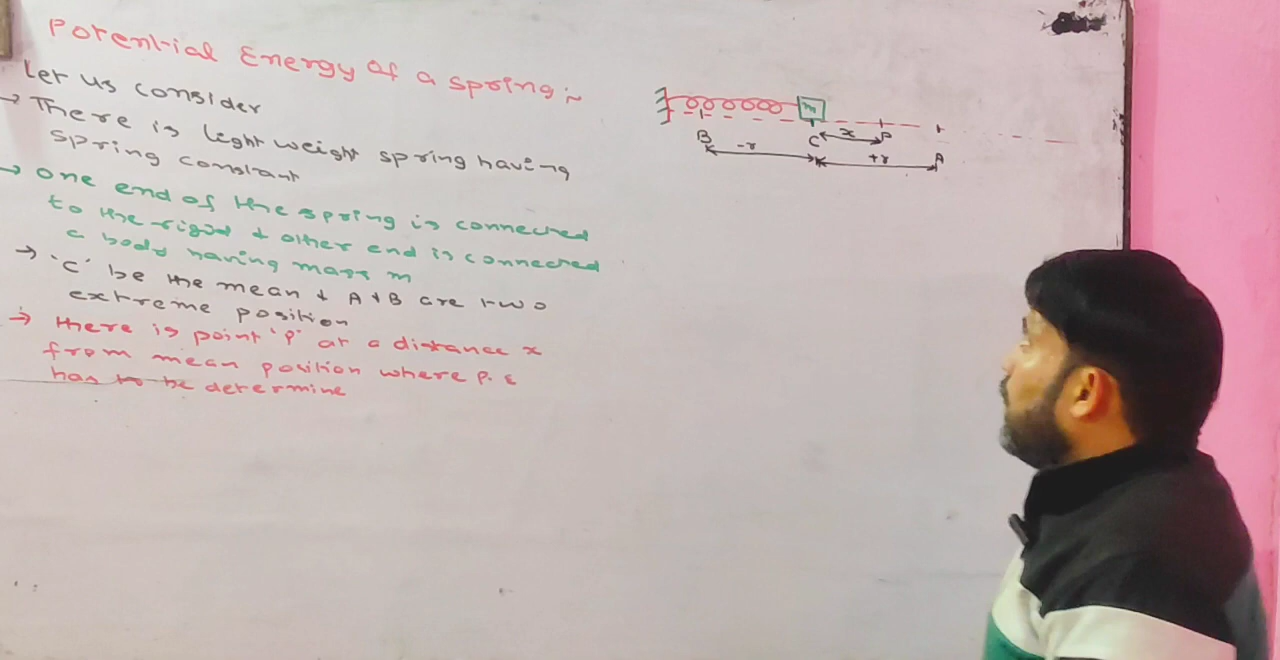 Potential Energy of a spring :~
Let us consider
→ There is light weight spring having
spring constant
→ One end of the spring is connected
to the rigid & other end is connected
a body having mass m
→ 'C' be the mean & A & B are two
extreme position
→ there is point 'P' at a distance x
from mean position where P. E
has to be determine
m
B C x P A
-r +r